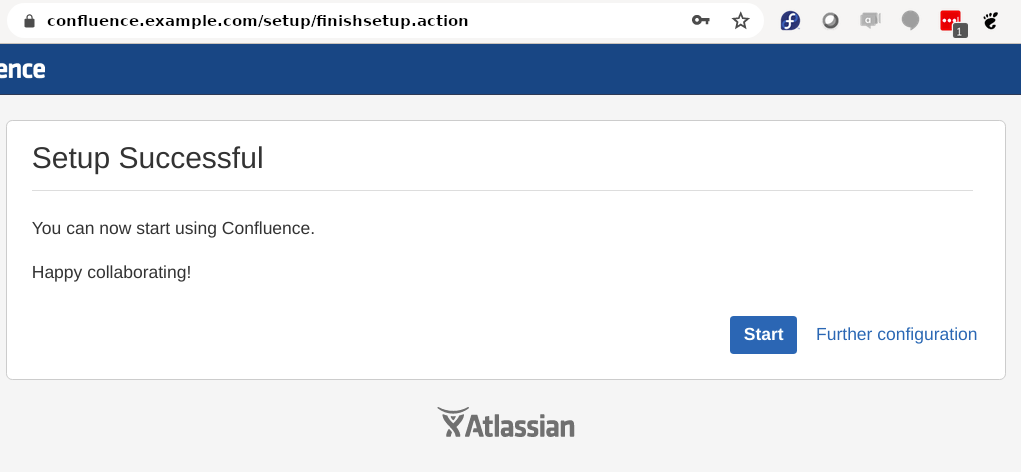 confluence.example.com/setup/finishsetup.action
1
ence
Setup Successful
You can now start using Confluence.
Happy collaborating!
Start Further configuration
Atlassian